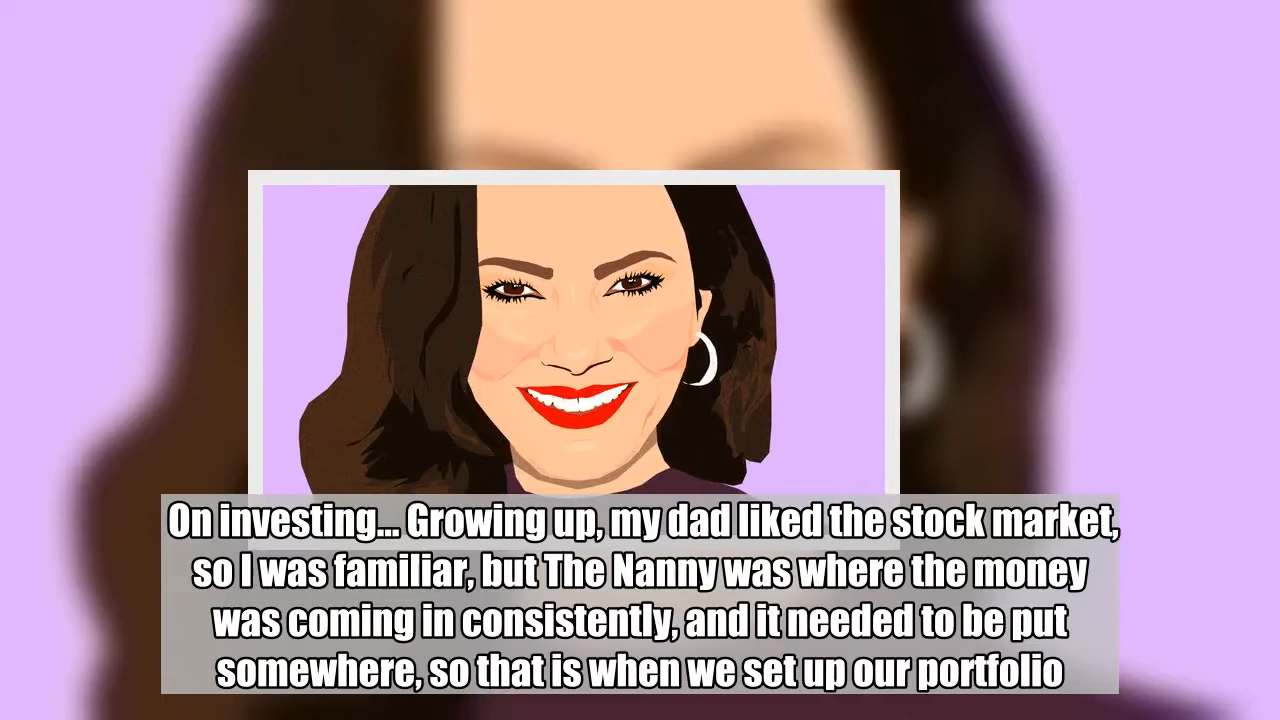 On investing... Growing up, my dad liked the stock market,
so I was familiar, but The Nanny was where the money
was coming in consistently, and it needed to be put
somewhere, so that is when we set up our portfolio